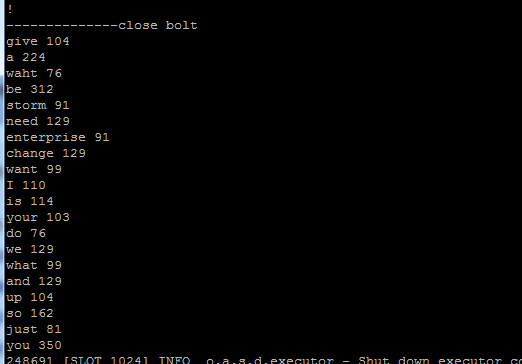 !
---------------close bolt
give 104
a 224
waht 76
be 312
storm 91
need 129
enterprise 91
change 129
want 99
I 110
is 114
your 103
do 76
we 129
what 99
and 129
up 104
so 162
just 81
you 350
248691 [SLOT_1024] INFO  o.a.s.d.executor - Shut down executor co